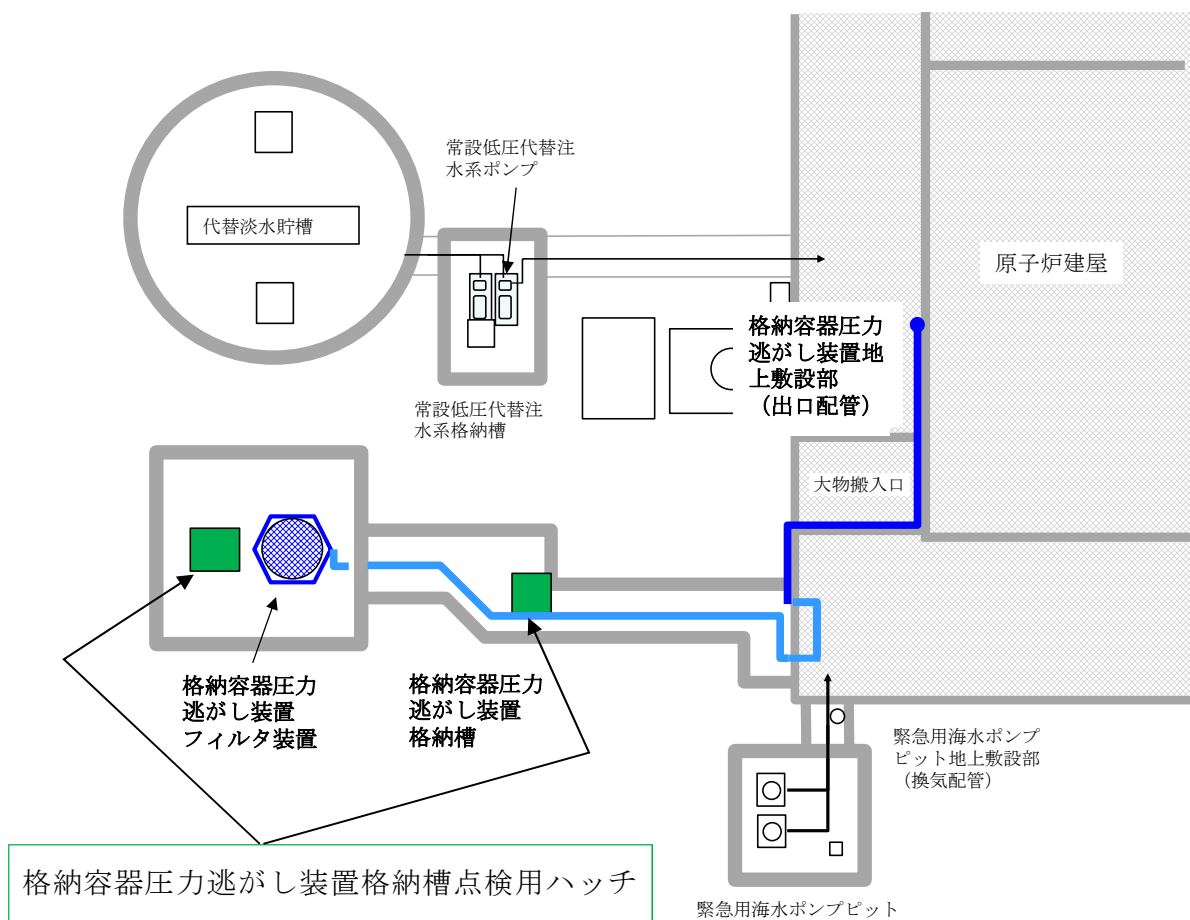 常設低圧代替注
水系ポンプ
代替淡水貯槽
原子炉建屋
格納容器圧力
逃がし装置地
上敷設部
（出口配管）
常設低圧代替注
水系格納槽
大物搬入口
格納容器圧力
逃がし装置
フィルタ装置
格納容器圧力
逃がし装置
格納槽
緊急用海水ポンプ
ピット地上敷設部
（換気配管）
格納容器圧力逃がし装置格納槽点検用ハッチ
緊急用海水ポンプピット